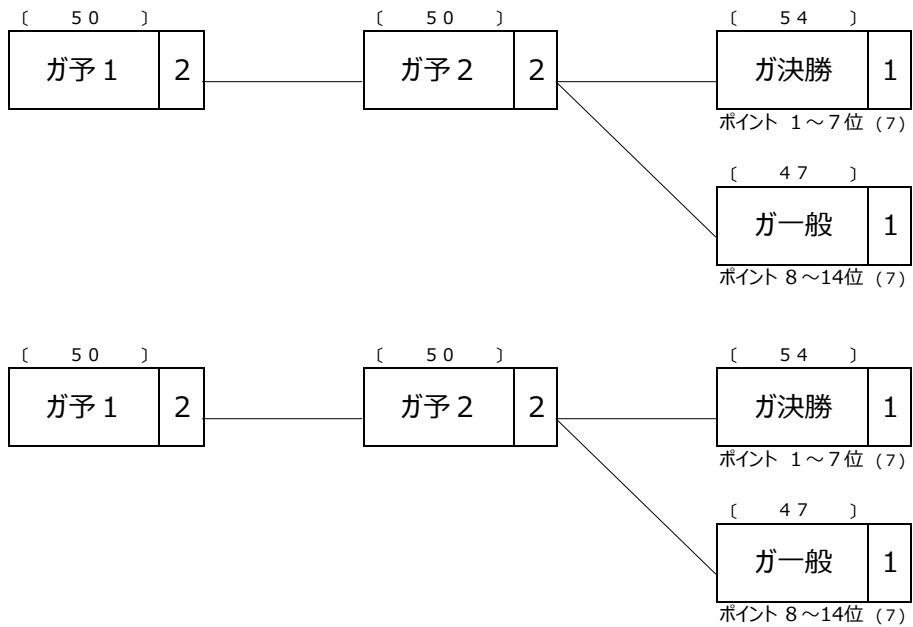 〔 50 〕 〔 50 〕 〔 54 〕
ガ予1 2 ガ予2 2 ガ決勝 1
ポイント 1～7位 (7)
〔 47 〕
ガ一般 1
ポイント 8～14位 (7)
〔 50 〕 〔 50 〕 〔 54 〕
ガ予1 2 ガ予2 2 ガ決勝 1
ポイント 1～7位 (7)
〔 47 〕
ガ一般 1
ポイント 8～14位 (7)